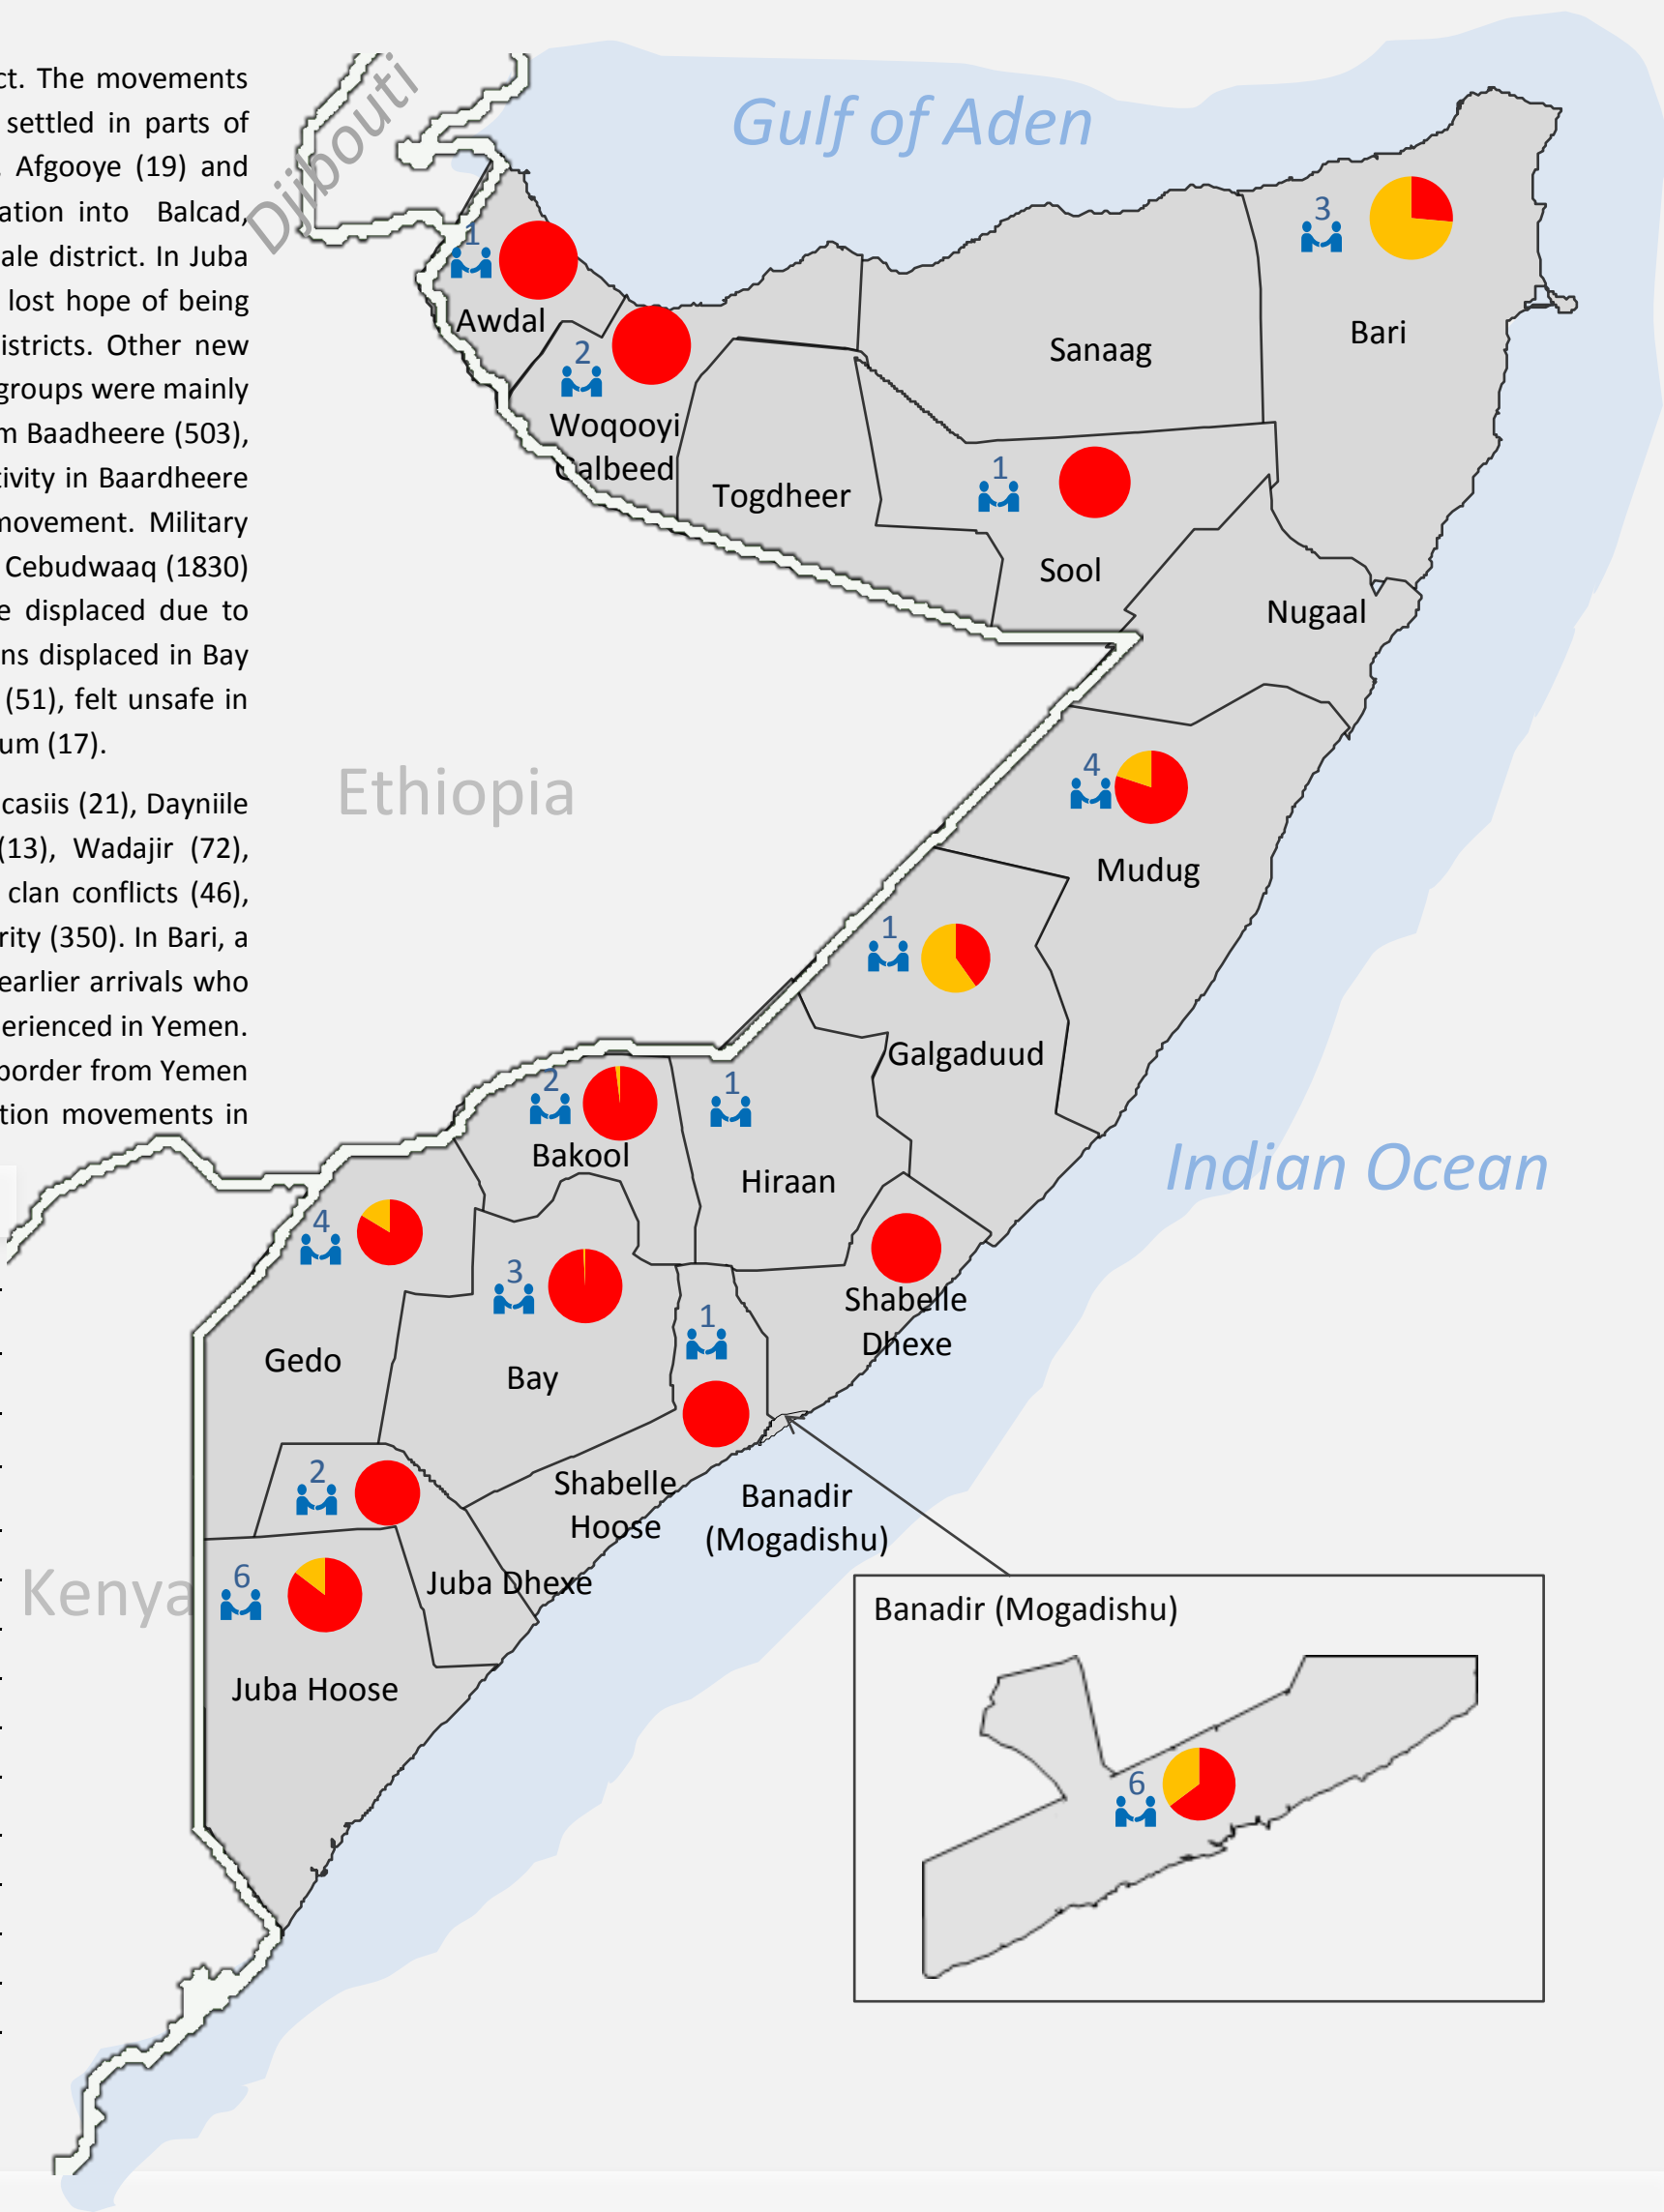 ct. The movements
settled in parts of
. Afgooye (19) and
ation into Balcad,
ale district. In Juba
lost hope of being
istricts. Other new
groups were mainly
m Baadheere (503),
tivity in Baardheere
movement. Military
Cebudwaaq (1830)
e displaced due to
ns displaced in Bay
(51), felt unsafe in
um (17).
casiis (21), Dayniile
(13), Wadajir (72),
clan conflicts (46),
rity (350). In Bari, a
earlier arrivals who
perienced in Yemen.
border from Yemen
tion movements in
Djibouti
Gulf of Aden
1
Awdal
2
Woqooyi
Galbeed
Togdheer
Sanaag
3
Bari
1
Sool
Nugaal
Ethiopia
4
Mudug
1
Galgaduud
2
Bakool
1
Hiraan
Indian Ocean
4
Gedo
3
Bay
1
Shabelle
Dhexe
Shabelle
Hoose
Banadir
(Mogadishu)
2
Juba Dhexe
Kenya
6
Juba Hoose
Banadir (Mogadishu)
6